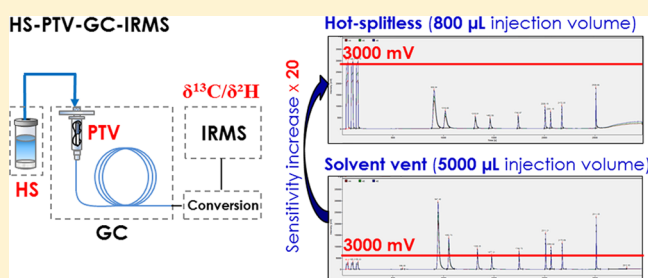 HS-PTV-GC-IRMS
HS
PTV
GC
δ¹³C/δ²H
IRMS
Conversion
Sensitivity increase x 20
Hot-splitless (800 µL injection volume)
3000 mV
Solvent vent (5000 µL injection volume)
3000 mV